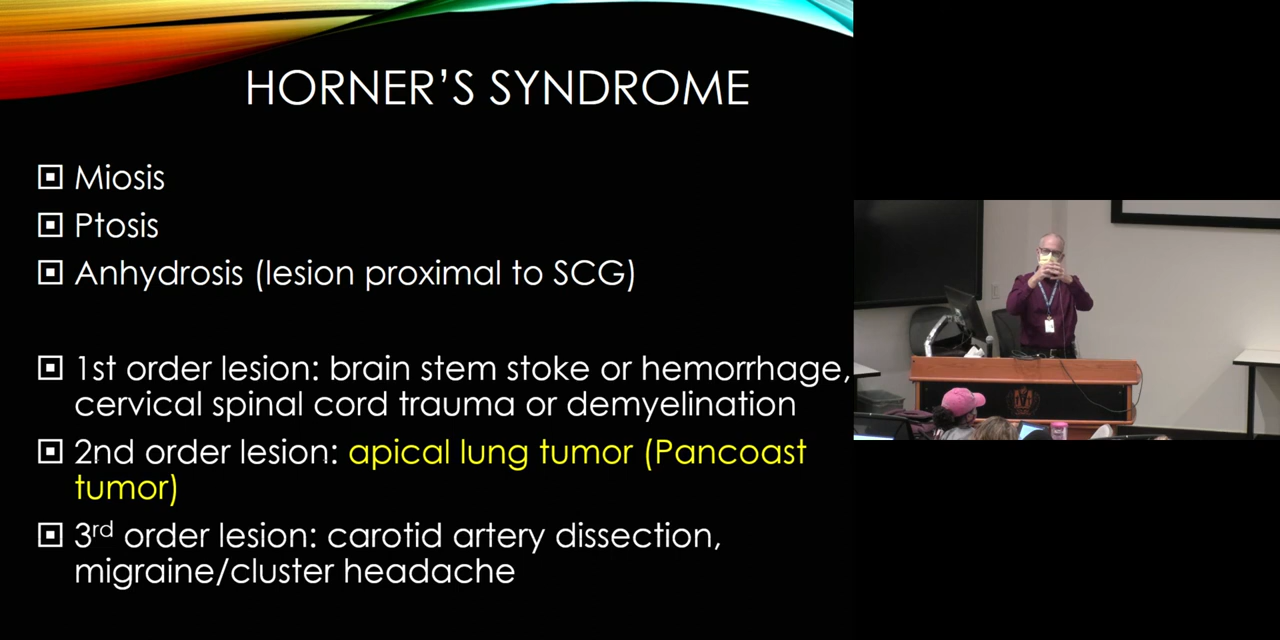 HORNER'S SYNDROME
Miosis
Ptosis
Anhydrosis (lesion proximal to SCG)
1st order lesion: brain stem stoke or hemorrhage,
cervical spinal cord trauma or demyelination
2nd order lesion: apical lung tumor (Pancoast
tumor)
3rd order lesion: carotid artery dissection,
migraine/cluster headache